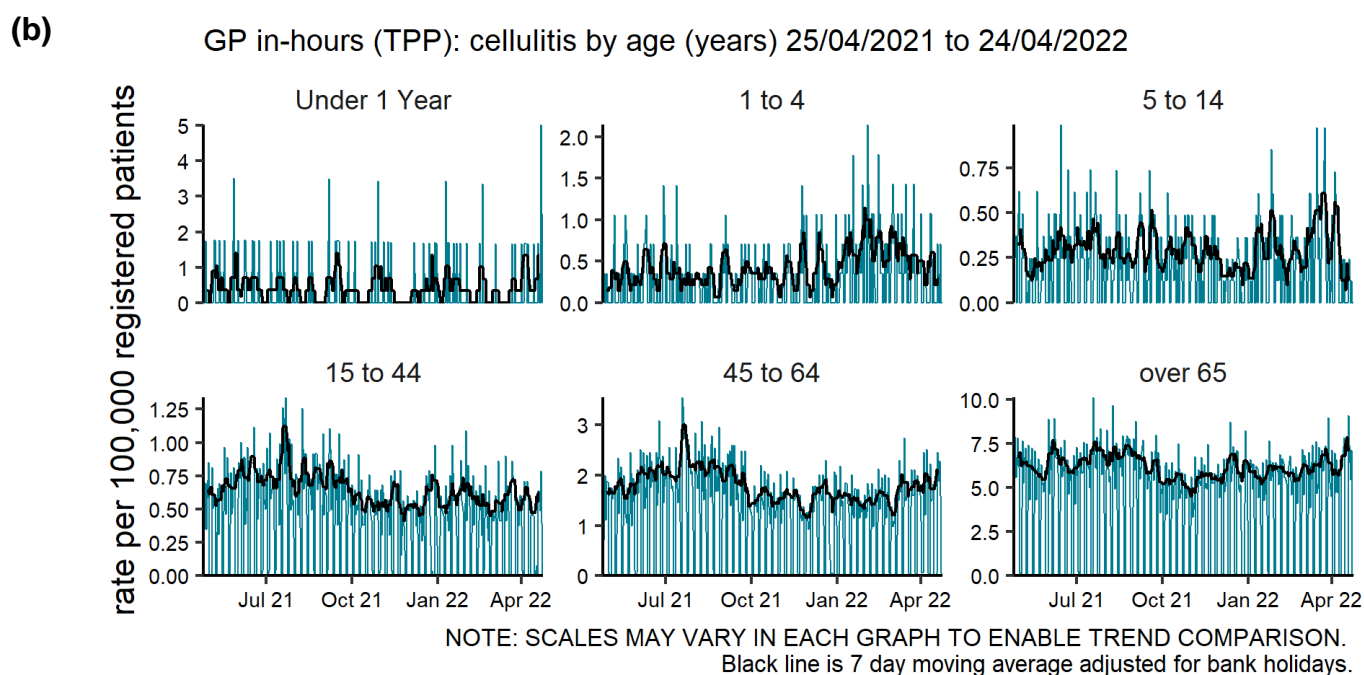 (b)
GP in-hours (TPP): cellulitis by age (years) 25/04/2021 to 24/04/2022
rate per 100,000 registered patients
Under 1 Year
5
4
3
2
1
0
1 to 4
2.0
1.5
1.0
0.5
0.0
5 to 14
0.75
0.50
0.25
0.00
15 to 44
1.25
1.00
0.75
0.50
0.25
0.00
Jul 21 Oct 21 Jan 22 Apr 22
45 to 64
3
2
1
0
Jul 21 Oct 21 Jan 22 Apr 22
over 65
10.0
7.5
5.0
2.5
0.0
Jul 21 Oct 21 Jan 22 Apr 22
NOTE: SCALES MAY VARY IN EACH GRAPH TO ENABLE TREND COMPARISON.
Black line is 7 day moving average adjusted for bank holidays.